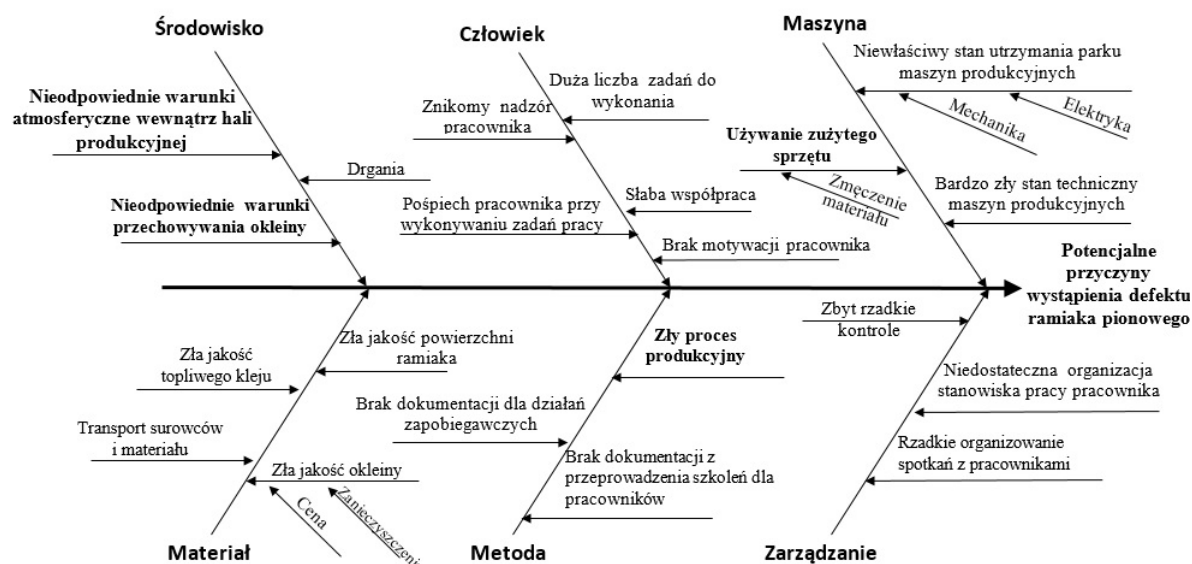 Środowisko
Człowiek
Maszyna
Nieodpowiednie warunki
atmosferyczne wewnątrz hali
produkcyjnej
Drgania
Nieodpowiednie warunki
przechowywania okleiny
Duża liczba zadań do
wykonania
Znikomy nadzór
pracownika
Słaba współpraca
Pośpiech pracownika przy
wykonywaniu zadań pracy
Brak motywacji pracownika
Niewłaściwy stan utrzymania parku
maszyn produkcyjnych
Mechanika
Elektryka
Używanie zużytego
sprzętu
Zmęczenie
materiału
Bardzo zły stan techniczny
maszyn produkcyjnych
Potencjalne
przyczyny
wystąpienia defektu
ramiaka pionowego
Zła jakość powierzchni
ramiaka
Zła jakość
topliwego kleju
Transport surowców
i materiału
Zła jakość okleiny
Cena
Zanieczyszczeni
Zły proces
produkcyjny
Brak dokumentacji dla działań
zapobiegawczych
Brak dokumentacji z
przeprowadzenia szkoleń dla
pracowników
Zbyt rzadkie
kontrole
Niedostateczna organizacja
stanowiska pracy pracownika
Rzadkie organizowanie
spotkań z pracownikami
Materiał
Metoda
Zarządzanie